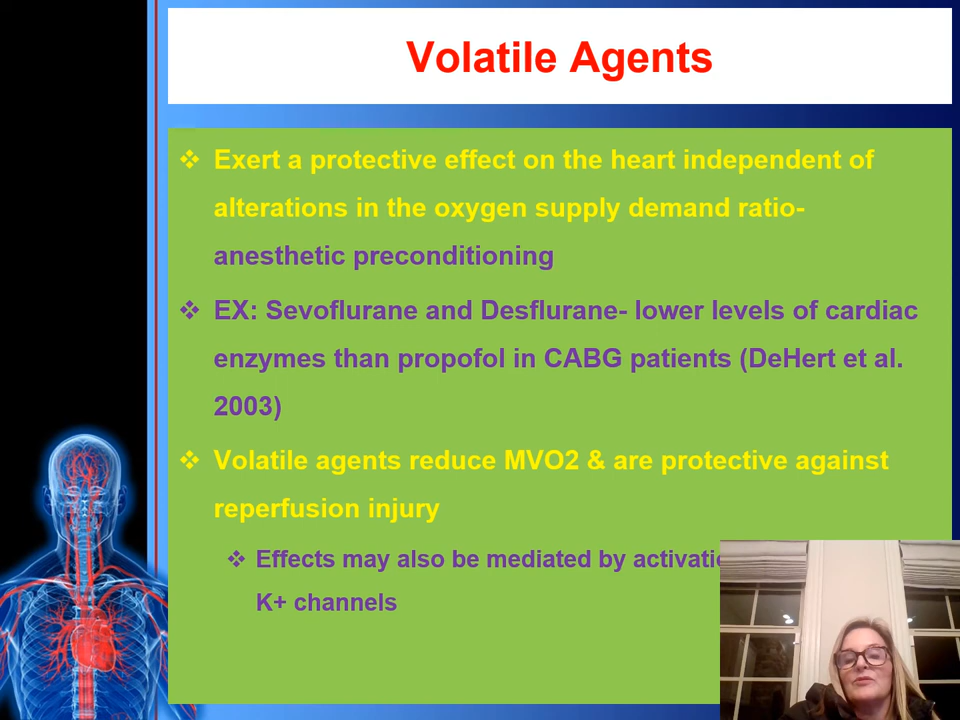 Volatile Agents
Exert a protective effect on the heart independent of
alterations in the oxygen supply demand ratio-
anesthetic preconditioning
EX: Sevoflurane and Desflurane- lower levels of cardiac
enzymes than propofol in CABG patients (DeHert et al.
2003)
Volatile agents reduce MVO2 & are protective against
reperfusion injury
Effects may also be mediated by
K+ channels